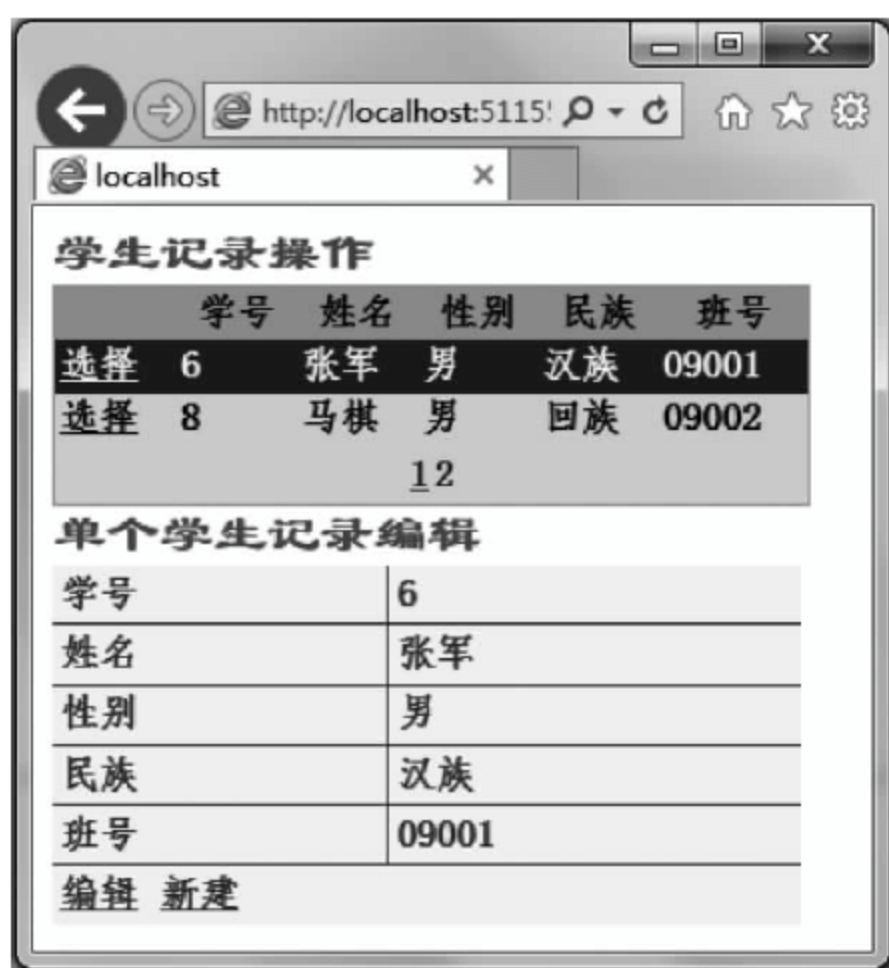 http://localhost:5115
localhost
学生记录操作
学号 姓名 性别 民族 班号
选择 6 张军 男 汉族 09001
选择 8 马棋 男 回族 09002
1 2
单个学生记录编辑
学号 6
姓名 张军
性别 男
民族 汉族
班号 09001
编辑 新建